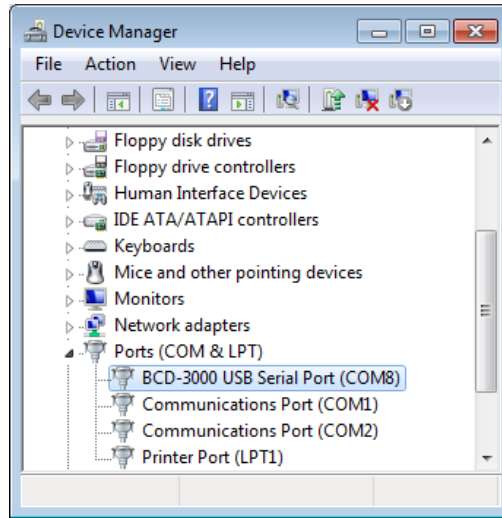 Device Manager
File Action View Help
Floppy disk drives
Floppy drive controllers
Human Interface Devices
IDE ATA/ATAPI controllers
Keyboards
Mice and other pointing devices
Monitors
Network adapters
Ports (COM & LPT)
BCD-3000 USB Serial Port (COM8)
Communications Port (COM1)
Communications Port (COM2)
Printer Port (LPT1)